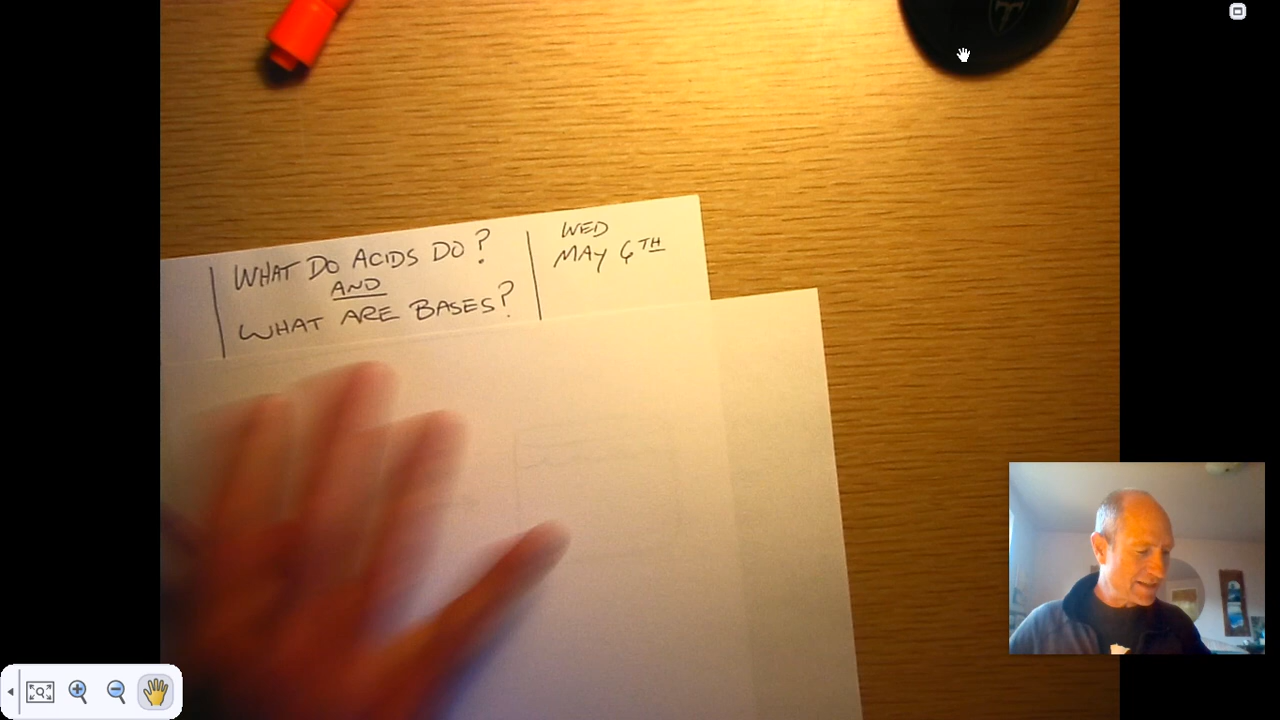 WHAT DO ACIDS DO?
AND
WHAT ARE BASES?
WED
MAY 6TH